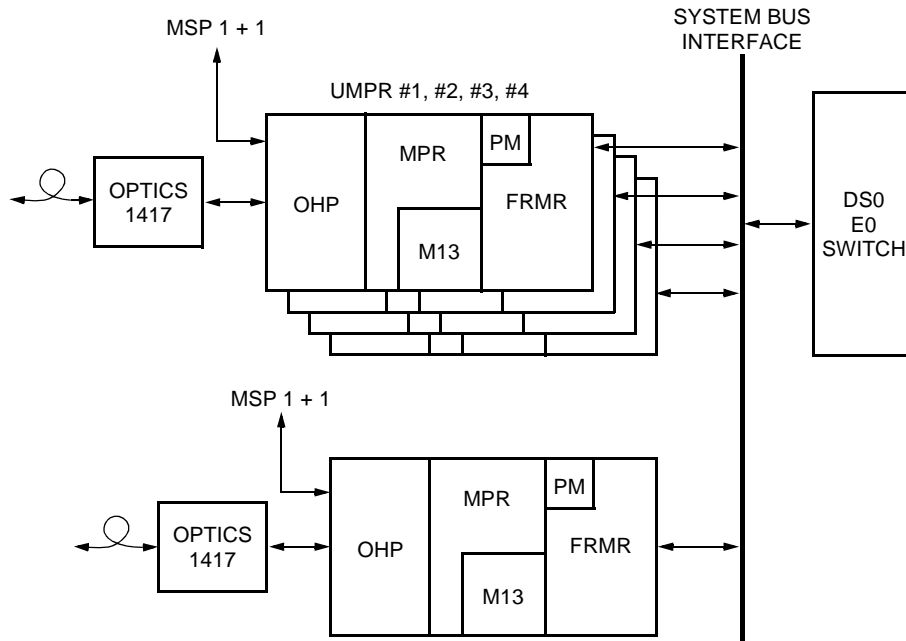 SYSTEM BUS
INTERFACE
MSP 1 + 1
UMPR #1, #2, #3, #4
OPTICS
1417
OHP
MPR
PM
FRMR
M13
DS0
E0
SWITCH
MSP 1 + 1
OPTICS
1417
OHP
MPR
PM
FRMR
M13